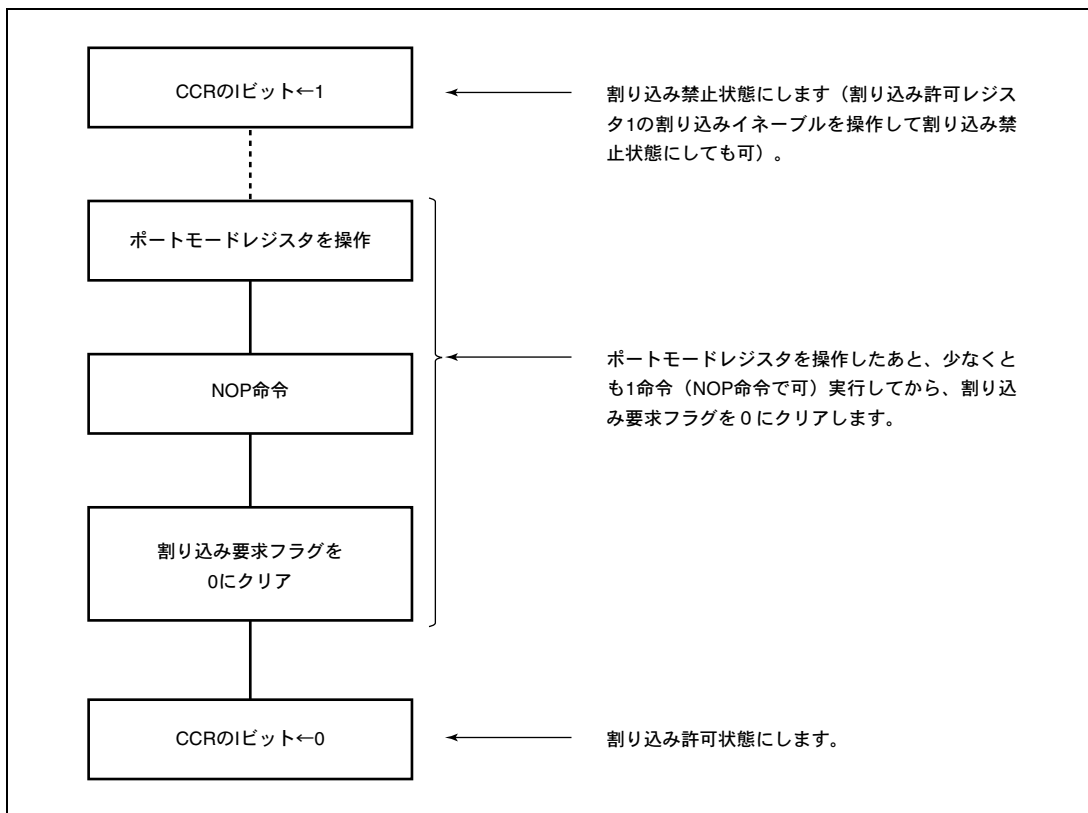 CCRのIビット←1
割り込み禁止状態にします（割り込み許可レジス
タ1の割り込みイネーブルを操作して割り込み禁
止状態にしても可）。
ポートモードレジスタを操作
NOP命令
ポートモードレジスタを操作したあと、少なくと
も1命令（NOP命令で可）実行してから、割り込
み要求フラグを０にクリアします。
割り込み要求フラグを
0にクリア
CCRのIビット←0
割り込み許可状態にします。